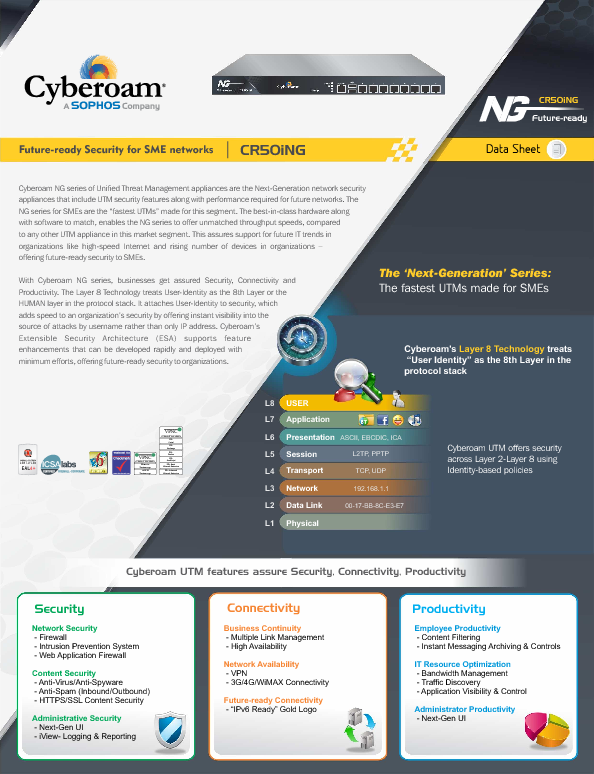 Cyberoam
A SOPHOS Company
NG
NG CR50iNG
Future-ready
Future-ready Security for SME networks | CR50iNG
Data Sheet
Cyberoam NG series of Unified Threat Management appliances are the Next-Generation network security
appliances that include UTM security features along with performance required for future networks. The
NG series for SMEs are the “fastest UTMs” made for this segment. The best-in-class hardware along
with software to match, enables the NG series to offer unmatched throughput speeds, compared
to any other UTM appliance in this market segment. This assures support for future IT trends in
organizations like high-speed Internet and rising number of devices in organizations –
offering future-ready security to SMEs.
With Cyberoam NG series, businesses get assured Security, Connectivity and
Productivity. The Layer 8 Technology treats User-Identity as the 8th Layer or the
HUMAN layer in the protocol stack. It attaches User-Identity to security, which
adds speed to an organization's security by offering instant visibility into the
source of attacks by username rather than only IP address. Cyberoam's
Extensible Security Architecture (ESA) supports feature
enhancements that can be developed rapidly and deployed with
minimum efforts, offering future-ready security to organizations.
The ‘Next-Generation’ Series:
The fastest UTMs made for SMEs
Cyberoam's Layer 8 Technology treats
“User Identity” as the 8th Layer in the
protocol stack
L8 USER
L7 Application
L6 Presentation ASCII, EBCDIC, ICA
L5 Session L2TP, PPTP
L4 Transport TCP, UDP
L3 Network 192.168.1.1
L2 Data Link 00-17-BB-8C-E3-E7
L1 Physical
Cyberoam UTM offers security
across Layer 2-Layer 8 using
Identity-based policies
EAL4+
ICSA labs
Cyberoam UTM features assure Security, Connectivity, Productivity
Security
Network Security
- Firewall
- Intrusion Prevention System
- Web Application Firewall
Content Security
- Anti-Virus/Anti-Spyware
- Anti-Spam (Inbound/Outbound)
- HTTPS/SSL Content Security
Administrative Security
- Next-Gen UI
- iView- Logging & Reporting
Connectivity
Business Continuity
- Multiple Link Management
- High Availability
Network Availability
- VPN
- 3G/4G/WiMAX Connectivity
Future-ready Connectivity
- “IPv6 Ready” Gold Logo
Productivity
Employee Productivity
- Content Filtering
- Instant Messaging Archiving & Controls
IT Resource Optimization
- Bandwidth Management
- Traffic Discovery
- Application Visibility & Control
Administrator Productivity
- Next-Gen UI